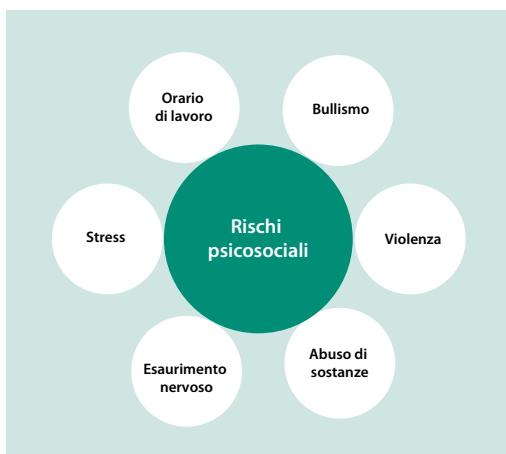 Orario
di lavoro
Bullismo
Rischi
psicosociali
Stress
Violenza
Esaurimento
nervoso
Abuso di
sostanze